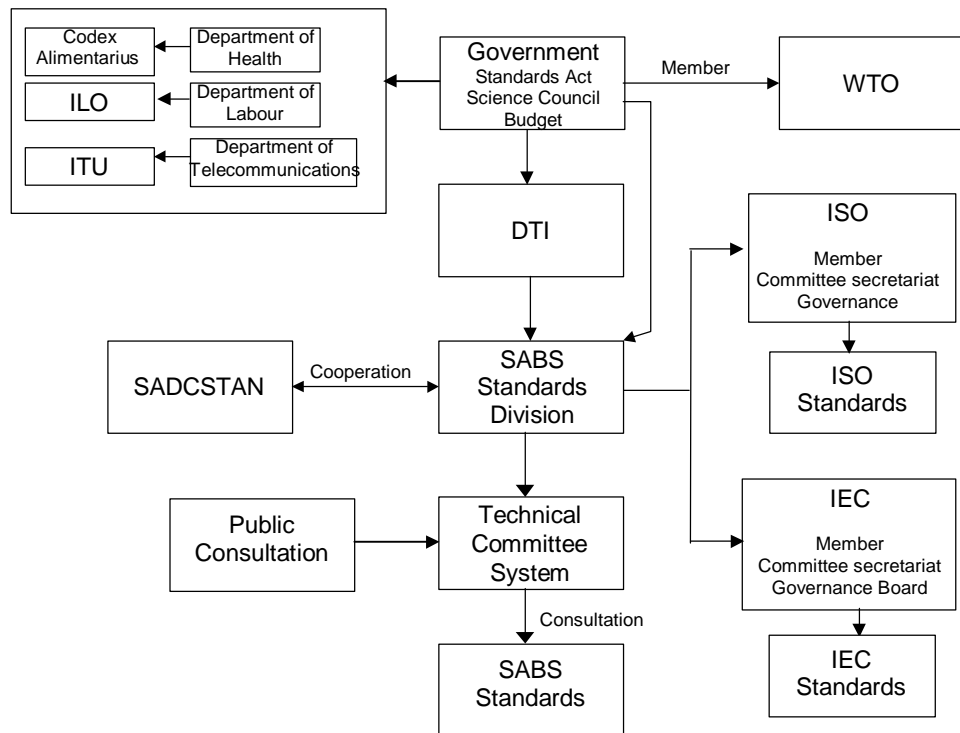 Codex
Alimentarius
Department of
Health
ILO
Department of
Labour
ITU
Department of
Telecommunications
Government
Standards Act
Science Council
Budget
Member
WTO
DTI
ISO
Member
Committee secretariat
Governance
ISO
Standards
SADCSTAN
Cooperation
SABS
Standards
Division
Public
Consultation
Technical
Committee
System
IEC
Member
Committee secretariat
Governance Board
Consultation
SABS
Standards
IEC
Standards